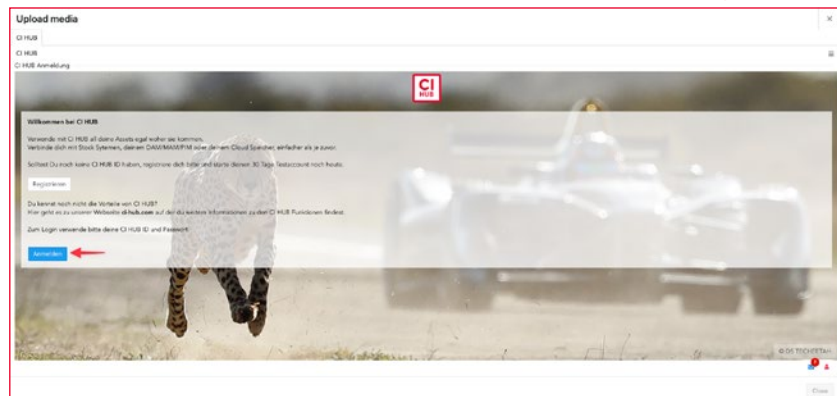 Upload media
CI HUB
CI HUB
CI HUB Anmeldung
CI
HUB
Willkommen bei CI HUB
Verwende mit CI HUB all deine Assets egal woher sie kommen.
Verbinde dich mit Stock Sytemen, deinem DAM/MAM/PIM oder deinem Cloud Speicher, einfacher als je zuvor.
Solltest Du noch keine CI HUB ID haben, registriere dich bitte und starte deinen 30 Tage Testaccount noch heute.
Registrieren
Du kennst noch nicht die Vorteile von CI HUB?
Hier geht es zu unserer Webseite ci-hub.com auf der du weitere Informationen zu den CI HUB Funktionen findest.
Zum Login verwende bitte deine CI HUB ID und Passwort
Anmelden
© DS TECHEETAH
Close